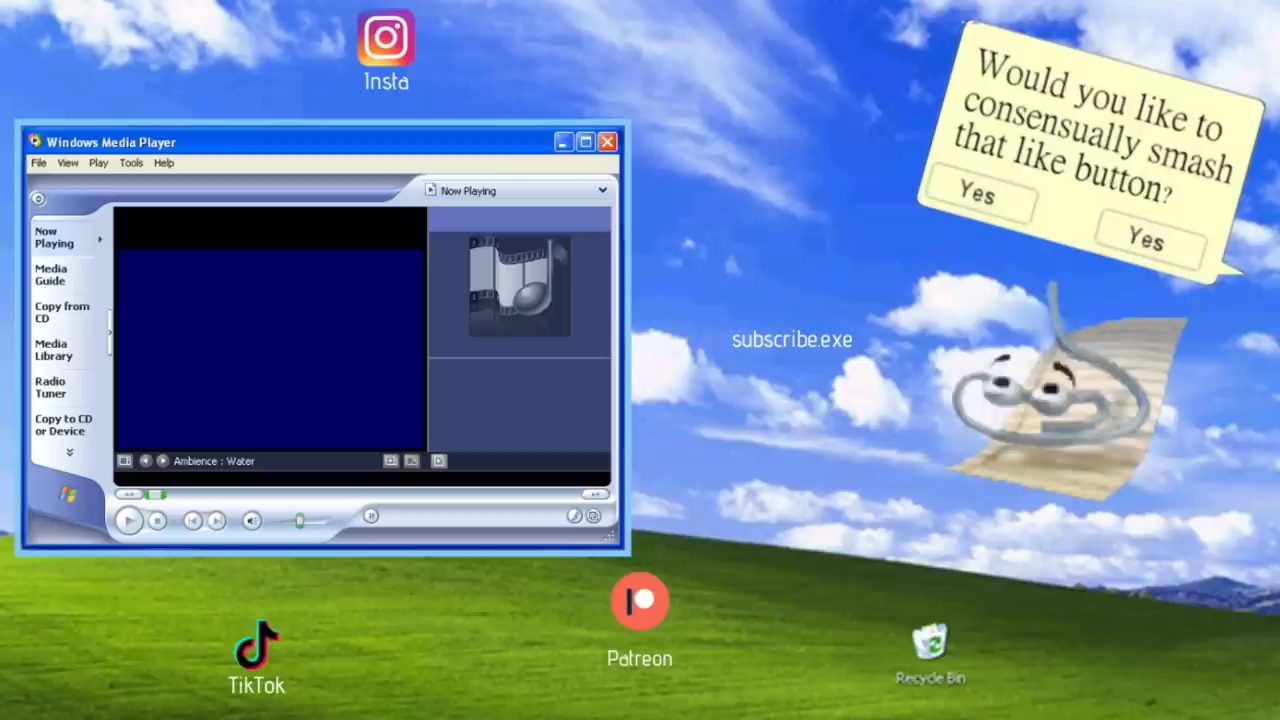 Insta
Windows Media Player
File View Play Tools Help
Now Playing
Now
Playing
Media
Guide
Copy from
CD
Media
Library
Radio
Tuner
Copy to CD
or Device
Ambience : Water
Would you like to
consensually smash
that like button?
Yes
Yes
subscribe.exe
TikTok
Patreon
Recycle Bin